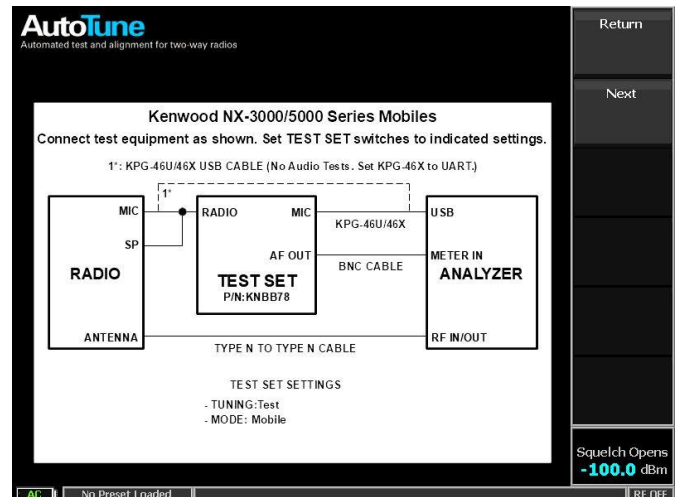 AutoTune
Automated test and alignment for two-way radios
Return
Next
Kenwood NX-3000/5000 Series Mobiles
Connect test equipment as shown. Set TEST SET switches to indicated settings.
1*: KPG-46U/46X USB CABLE (No Audio Tests. Set KPG-46X to UART.)
1*
MIC
RADIO
MIC
KPG-46U/46X
USB
SP
AF OUT
BNC CABLE
METER IN
RADIO
TEST SET
P/N:KNBB78
ANALYZER
ANTENNA
TYPE N TO TYPE N CABLE
RF IN/OUT
TEST SET SETTINGS
- TUNING:Test
- MODE: Mobile
Squelch Opens
-100.0 dBm
AC
No Preset Loaded
RF OFF